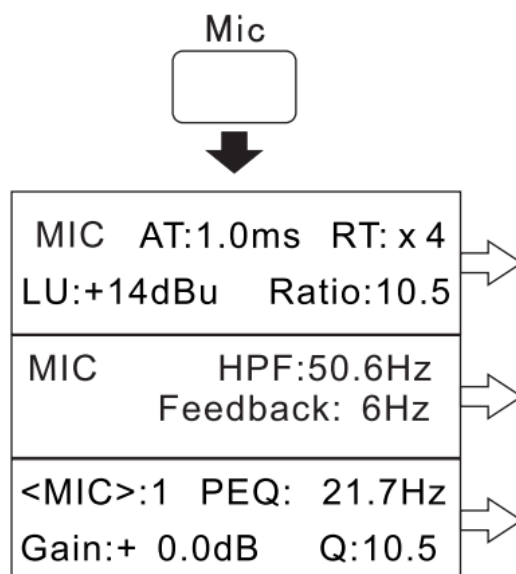 Mic
MIC AT:1.0ms RT: x 4
LU:+14dBu Ratio:10.5
MIC HPF:50.6Hz
Feedback: 6Hz
<MIC>:1 PEQ: 21.7Hz
Gain:+ 0.0dB Q:10.5